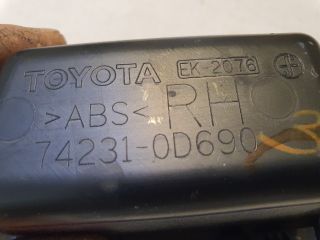 TOYOTA EK-2076
>ABS< RH
74231-0D690